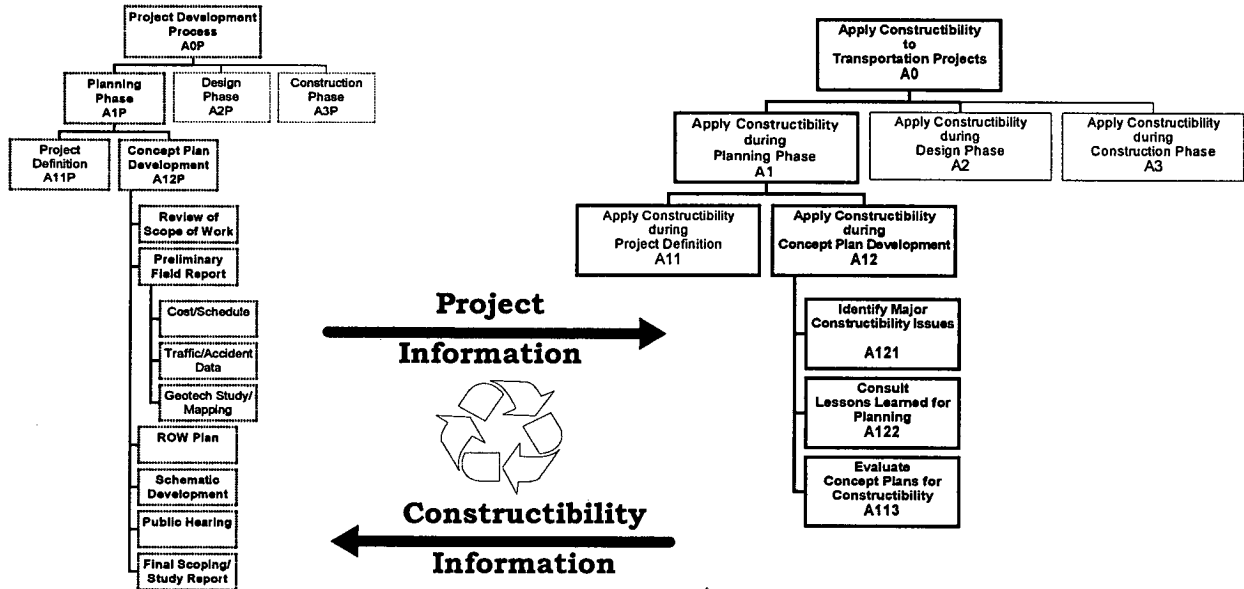 Project Development
Process
A0P
Planning
Phase
A1P
Design
Phase
A2P
Construction
Phase
A3P
Project
Definition
A11P
Concept Plan
Development
A12P
Review of
Scope of Work
Preliminary
Field Report
Cost/Schedule
Traffic/Accident
Data
Geotech Study/
Mapping
ROW Plan
Schematic
Development
Public Hearing
Final Scoping/
Study Report
Project
Information
Constructibility
Information
Apply Constructibility
to
Transportation Projects
A0
Apply Constructibility
during
Planning Phase
A1
Apply Constructibility
during
Design Phase
A2
Apply Constructibility
during
Construction Phase
A3
Apply Constructibility
during
Project Definition
A11
Apply Constructibility
during
Concept Plan Development
A12
Identify Major
Constructibility Issues
A121
Consult
Lessons Learned for
Planning
A122
Evaluate
Concept Plans for
Constructibility
A113